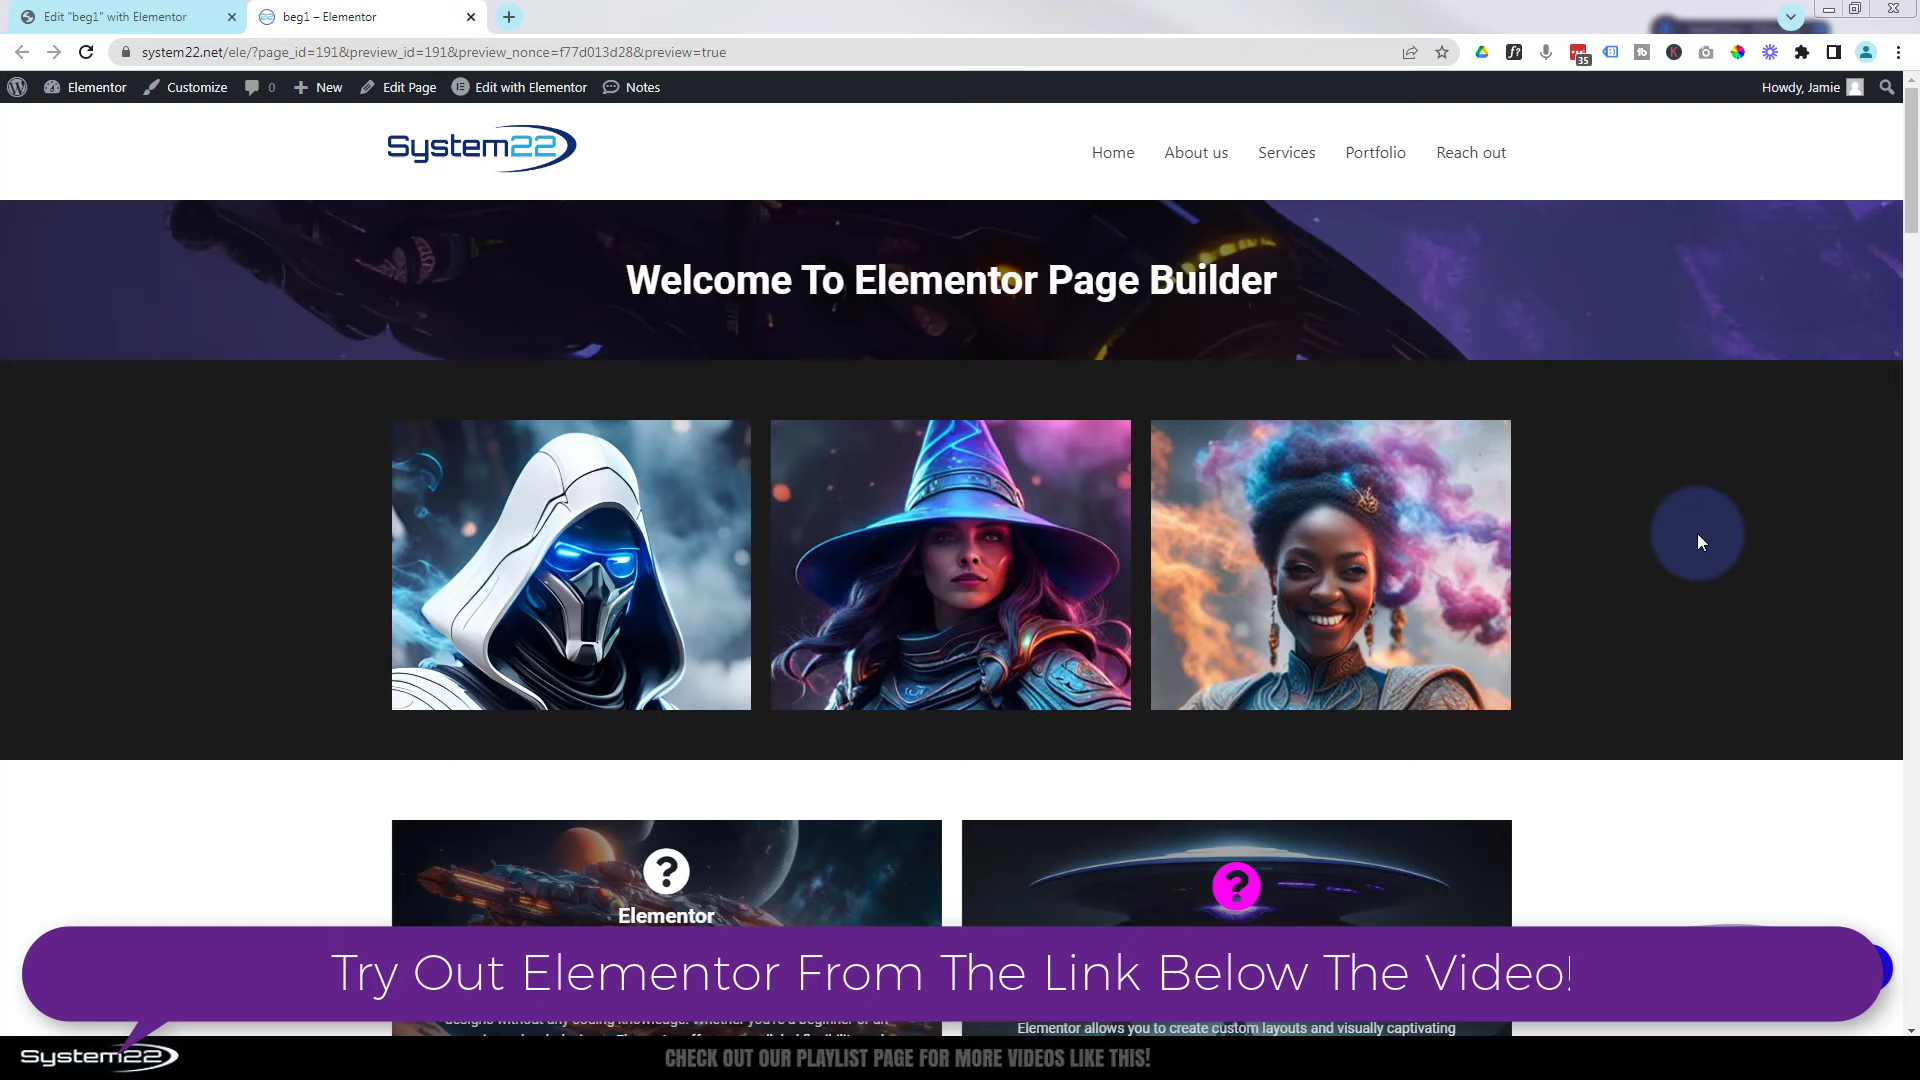 Edit "beg1" with Elementor
beg1 – Elementor
system22.net/ele/?page_id=191&preview_id=191&preview_nonce=f77d013d28&preview=true
f?
tb
K
35
Elementor
Customize
0
New
Edit Page
Edit with Elementor
Notes
Howdy, Jamie
System22
Home
About us
Services
Portfolio
Reach out
Welcome To Elementor Page Builder
?
Elementor
?
Try Out Elementor From The Link Below The Video!
Elementor allows you to create custom layouts and visually captivating
System22
CHECK OUT OUR PLAYLIST PAGE FOR MORE VIDEOS LIKE THIS!